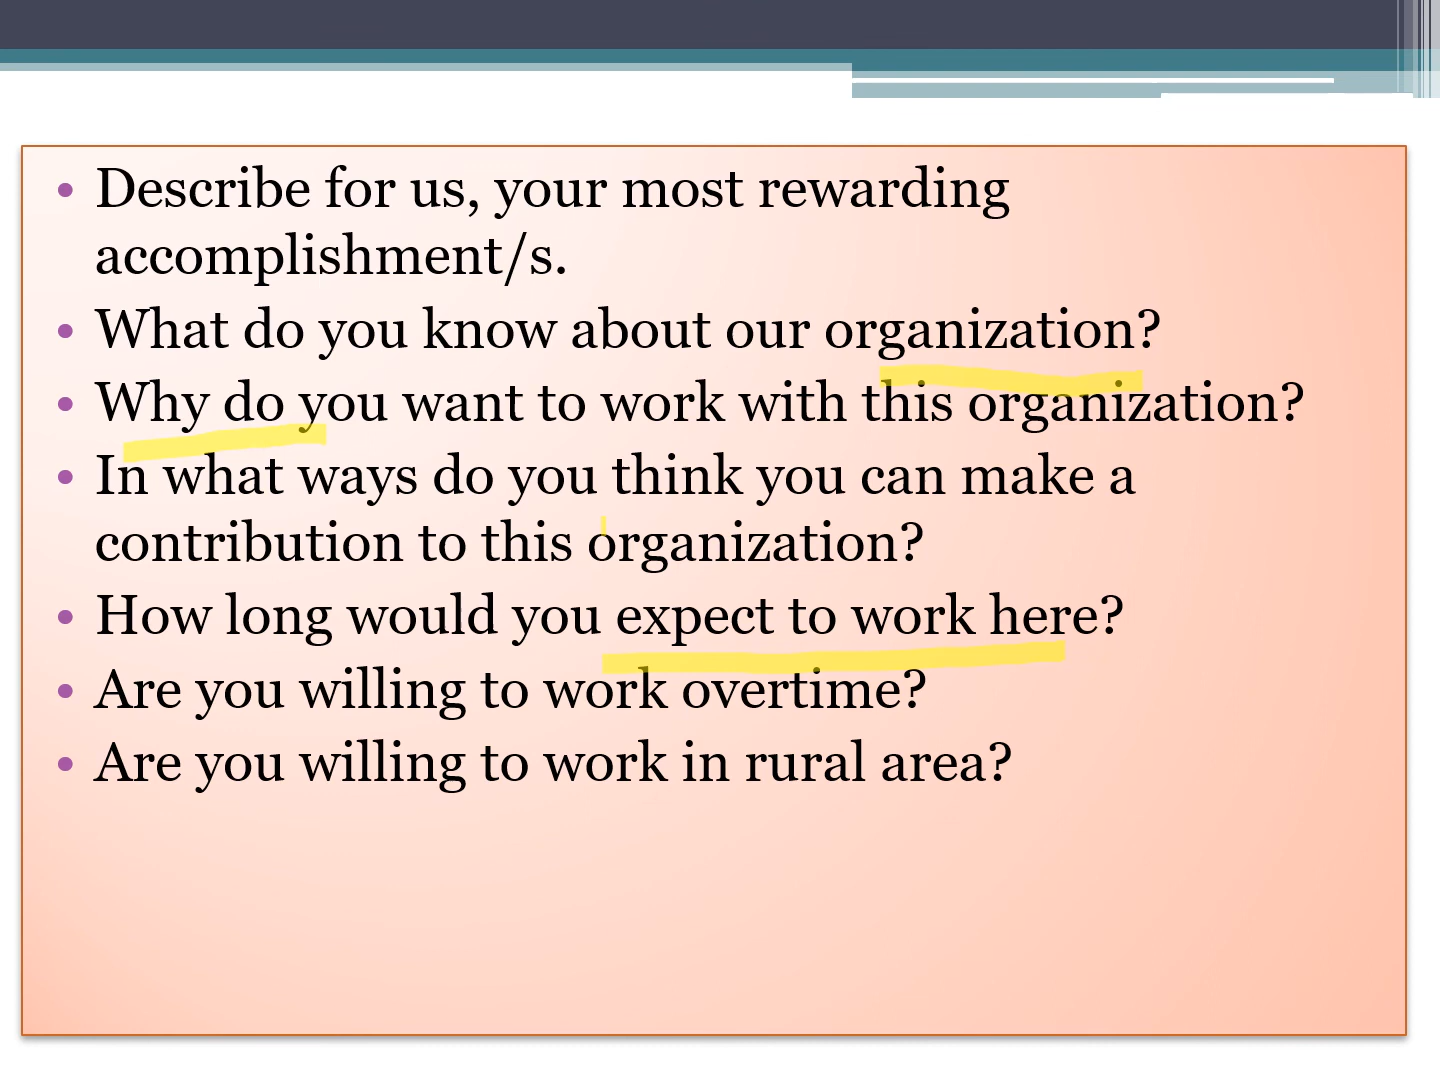 • Describe for us, your most rewarding
accomplishment/s.
• What do you know about our organization?
• Why do you want to work with this organization?
• In what ways do you think you can make a
contribution to this organization?
• How long would you expect to work here?
• Are you willing to work overtime?
• Are you willing to work in rural area?